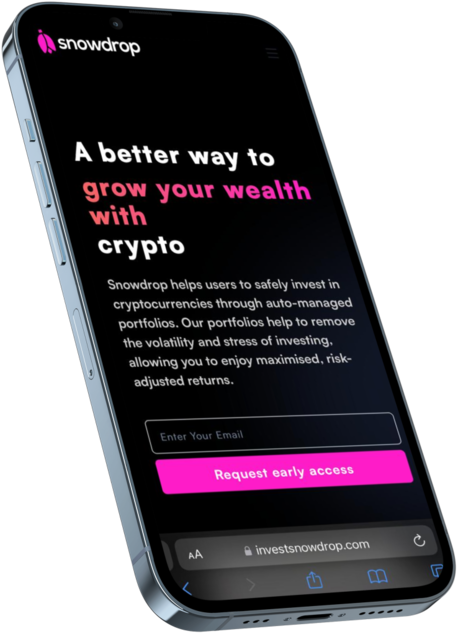 snowdrop
A better way to
grow your wealth
with
crypto
Snowdrop helps users to safely invest in
cryptocurrencies through auto-managed
portfolios. Our portfolios help to remove
the volatility and stress of investing,
allowing you to enjoy maximised, risk-
adjusted returns.
Enter Your Email
Request early access
AA
investsnowdrop.com